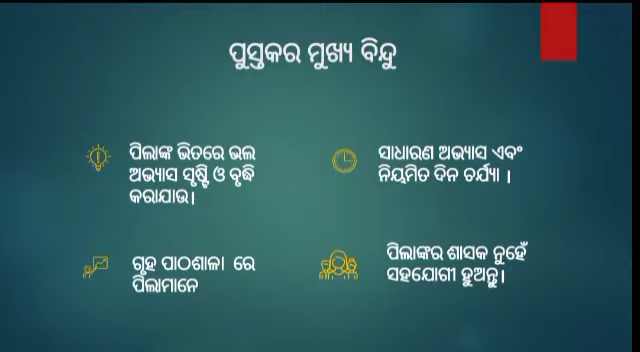 ପୁସ୍ତକର ମୁଖ୍ୟ ବିନ୍ଦୁ
ପିଲାଙ୍କ ଭିତରେ ଭଲ
ଅଭ୍ୟାସ ସୃଷ୍ଟି ଓ ବୃଦ୍ଧି
କରାଯାଉ।
ସାଧାରଣ ଅଭ୍ୟାସ ଏବଂ
ନିୟମିତ ଦିନ ଚର୍ଯ୍ୟା ।
ଗୃହ ପାଠଶାଳା ରେ
ପିଲାମାନେ
ପିଲାଙ୍କର ଶାସକ ନୁହେଁ
ସହଯୋଗୀ ହୁଅନ୍ତୁ।